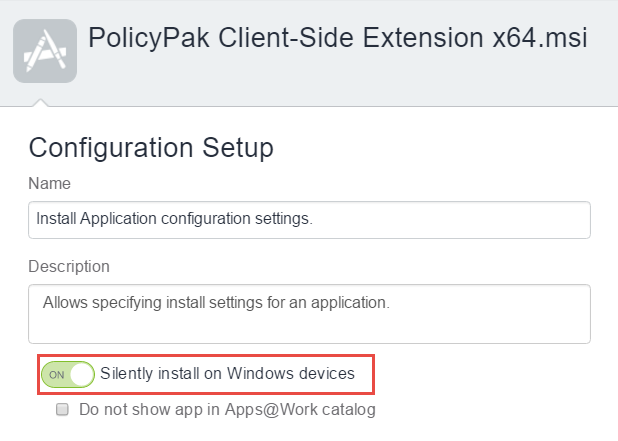 PolicyPak Client-Side Extension x64.msi
Configuration Setup
Name
Install Application configuration settings.
Description
Allows specifying install settings for an application.
ON Silently install on Windows devices
Do not show app in Apps@Work catalog